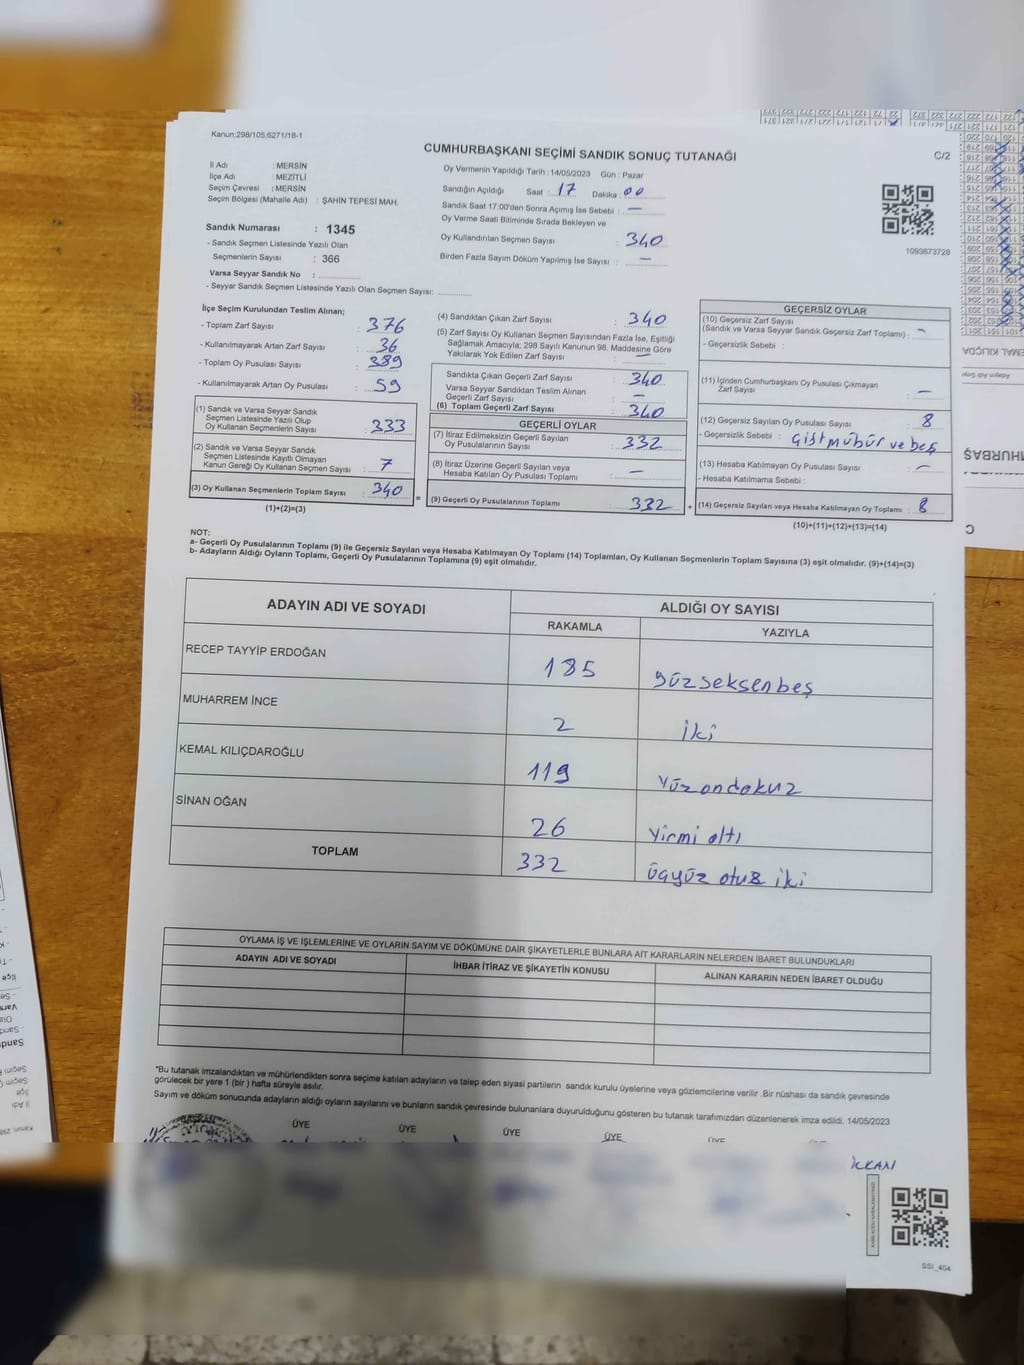 Kanun;298/105;6271/18-1
CUMHURBAŞKANI SEÇİMİ SANDIK SONUÇ TUTANAĞI
C/2
İl Adı : MERSİN
İlçe Adı : MEZİTLİ
Seçim Çevresi : MERSİN
Seçim Bölgesi (Mahalle Adı) : ŞAHİN TEPESİ MAH.
Sandık Numarası : 1345
- Sandık Seçmen Listesinde Yazılı Olan
Seçmenlerin Sayısı : 366
Varsa Seyyar Sandık No :
- Seyyar Sandık Seçmen Listesinde Yazılı Olan Seçmen Sayısı:
Oy Vermenin Yapıldığı Tarih : 14/05/2023 Gün : Pazar
Sandığın Açıldığı Saat : 17 Dakika : 00
Sandık Saat 17:00'den Sonra Açımış İse Sebebi : —
Oy Verme Saati Bitiminde Sırada Bekleyen ve
Oy Kullandırılan Seçmen Sayısı : 340
Birden Fazla Sayım Döküm Yapılmış İse Sayısı : —
1093673728
İlçe Seçim Kurulundan Teslim Alınan;
- Toplam Zarf Sayısı : 376
- Kullanılmayarak Artan Zarf Sayısı : 36
- Toplam Oy Pusulası Sayısı : 389
- Kullanılmayarak Artan Oy Pusulası : 59
(1) Sandık ve Varsa Seyyar Sandık
Seçmen Listesinde Yazılı Olup
Oy Kullanan Seçmenlerin Sayısı : 333
(2) Sandık ve Varsa Seyyar Sandık
Seçmen Listesinde Kayıtlı Olmayan
Kanun Gereği Oy Kullanan Seçmen Sayısı : 7
(3) Oy Kullanan Seçmenlerin Toplam Sayısı : 340
(1)+(2)=(3)
(4) Sandıktan Çıkan Zarf Sayısı : 340
(5) Zarf Sayısı Oy Kullanan Seçmen Sayısından Fazla İse, Eşitliği
Sağlamak Amacıyla; 298 Sayılı Kanunun 98. Maddesine Göre
Yakılarak Yok Edilen Zarf Sayısı : —
Sandıkta Çıkan Geçerli Zarf Sayısı : 340
Varsa Seyyar Sandıktan Teslim Alınan
Geçerli Zarf Sayısı : —
(6) Toplam Geçerli Zarf Sayısı : 340
GEÇERLİ OYLAR
(7) İtiraz Edilmeksizin Geçerli Sayılan
Oy Pusulalarının Sayısı : 332
(8) İtiraz Üzerine Geçerli Sayılan veya
Hesaba Katılan Oy Pusulası Toplamı : —
= (9) Geçerli Oy Pusulalarının Toplamı : 332
GEÇERSİZ OYLAR
(10) Geçersiz Zarf Sayısı
(Sandık ve Varsa Seyyar Sandık Geçersiz Zarf Toplamı) : —
- Geçersizlik Sebebi :
(11) İçinden Cumhurbaşkanı Oy Pusulası Çıkmayan
Zarf Sayısı : —
(12) Geçersiz Sayılan Oy Pusulası Sayısı : 8
- Geçersizlik Sebebi : Çift mühür ve beş
(13) Hesaba Katılmayan Oy Pusulası Sayısı : —
- Hesaba Katılmama Sebebi :
+ (14) Geçersiz Sayılan veya Hesaba Katılmayan Oy Toplamı : 8
(10)+(11)+(12)+(13)=(14)
NOT:
a- Geçerli Oy Pusulalarının Toplamı (9) ile Geçersiz Sayılan veya Hesaba Katılmayan Oy Toplamı (14) Toplamları, Oy Kullanan Seçmenlerin Toplam Sayısına (3) eşit olmalıdır. (9)+(14)=(3)
b- Adayların Aldığı Oyların Toplamı, Geçerli Oy Pusulalarının Toplamına (9) eşit olmalıdır.
ADAYIN ADI VE SOYADI ALDIĞI OY SAYISI
RAKAMLA YAZIYLA
RECEP TAYYİP ERDOĞAN 185 yüzseksenbeş
MUHARREM İNCE 2 iki
KEMAL KILIÇDAROĞLU 119 Yüzondokuz
SİNAN OĞAN 26 Yirmi altı
TOPLAM 332 üçyüz otuz iki
OYLAMA İŞ VE İŞLEMLERİNE VE OYLARIN SAYIM VE DÖKÜMÜNE DAİR ŞİKAYETLERLE BUNLARA AİT KARARLARIN NELERDEN İBARET BULUNDUKLARI
ADAYIN ADI VE SOYADI İHBAR İTİRAZ VE ŞİKAYETİN KONUSU ALINAN KARARIN NEDEN İBARET OLDUĞU
"Bu tutanak imzalandıktan ve mühürlendikten sonra seçime katılan adayların ve talep eden siyasi partilerin sandık kurulu üyelerine veya gözlemcilerine verilir .Bir nüshası da sandık çevresinde
görülecek bir yere 1 (bir ) hafta süreyle asılır.
Sayım ve döküm sonucunda adayların aldığı oyların sayılarını ve bunların sandık çevresinde bulunanlara duyurulduğunu gösteren bu tutanak tarafımızdan düzenlenerek imza edildi. 14/05/2023
ÜYE ÜYE ÜYE ÜYE ÜYE
SSI_404